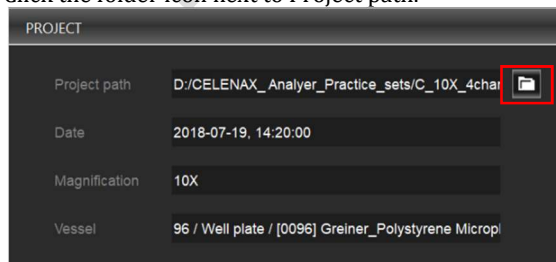 Click the folder icon next to Project path.
PROJECT
Project path D:/CELENAX_ Analyer_Practice_sets/C_10X_4char
Date 2018-07-19, 14:20:00
Magnification 10X
Vessel 96 / Well plate / [0096] Greiner_Polystyrene Micropl